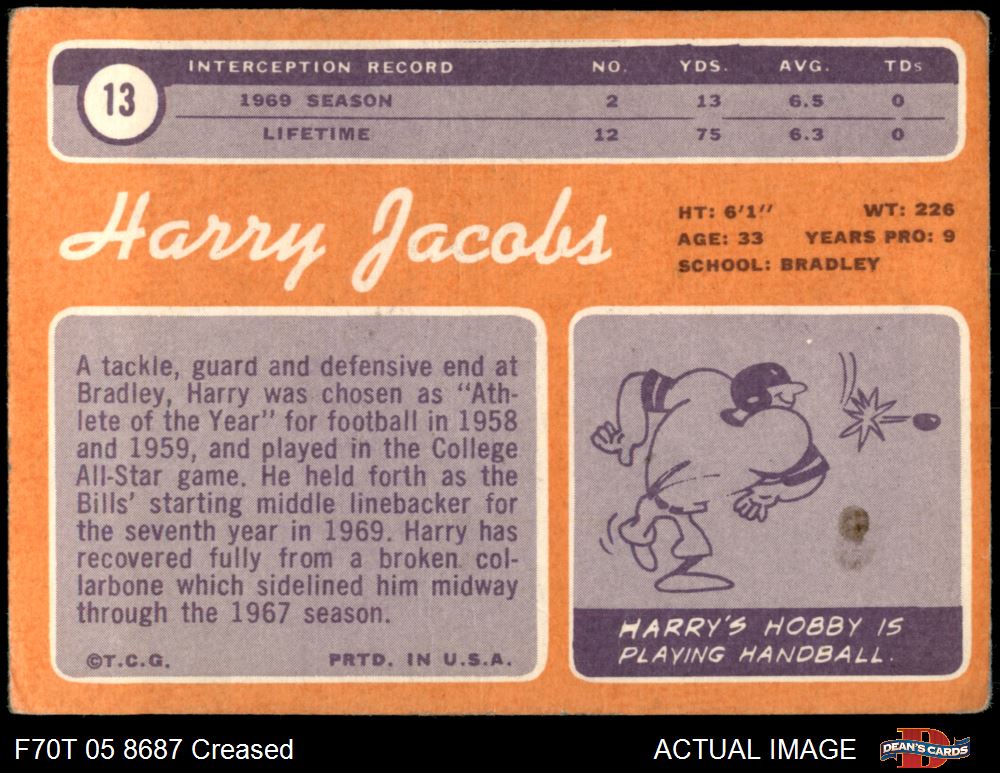 13
INTERCEPTION RECORD NO. YDS. AVG. TDs
1969 SEASON 2 13 6.5 0
LIFETIME 12 75 6.3 0
Harry Jacobs
HT: 6'1" WT: 226
AGE: 33 YEARS PRO: 9
SCHOOL: BRADLEY
A tackle, guard and defensive end at
Bradley, Harry was chosen as "Ath-
lete of the Year" for football in 1958
and 1959, and played in the College
All-Star game. He held forth as the
Bills' starting middle linebacker for
the seventh year in 1969. Harry has
recovered fully from a broken col-
larbone which sidelined him midway
through the 1967 season.
©T.C.G. PRTD. IN U.S.A.
HARRY'S HOBBY IS
PLAYING HANDBALL.
F70T 05 8687 Creased
ACTUAL IMAGE
DEAN'S CARDS